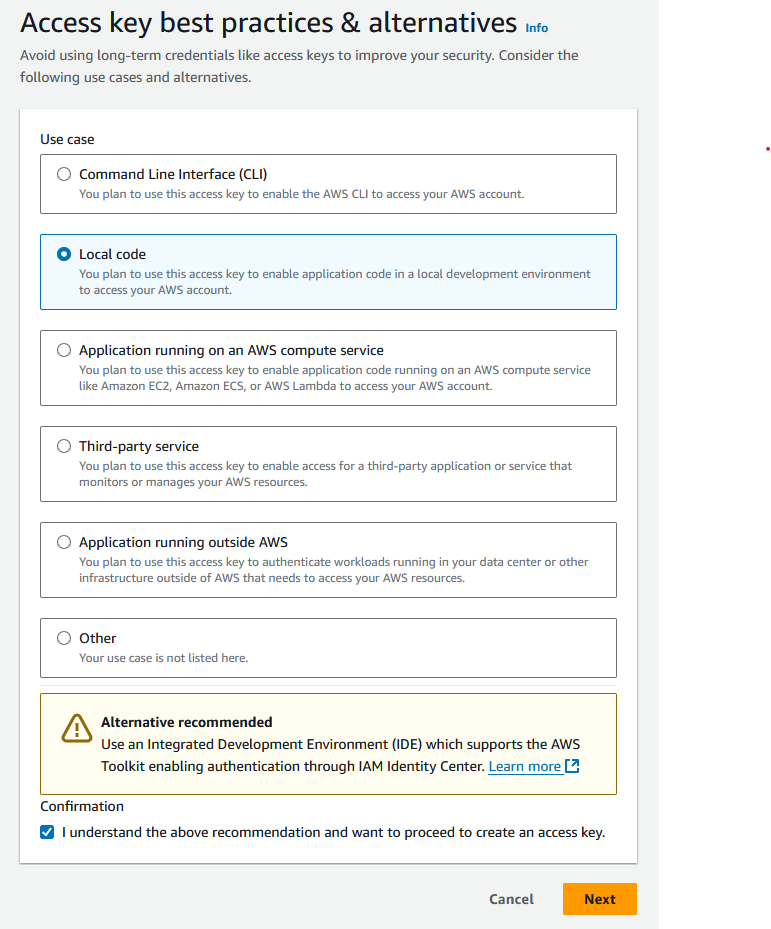 Access key best practices & alternatives Info
Avoid using long-term credentials like access keys to improve your security. Consider the
following use cases and alternatives.
Use case
Command Line Interface (CLI)
You plan to use this access key to enable the AWS CLI to access your AWS account.
Local code
You plan to use this access key to enable application code in a local development environment
to access your AWS account.
Application running on an AWS compute service
You plan to use this access key to enable application code running on an AWS compute service
like Amazon EC2, Amazon ECS, or AWS Lambda to access your AWS account.
Third-party service
You plan to use this access key to enable access for a third-party application or service that
monitors or manages your AWS resources.
Application running outside AWS
You plan to use this access key to authenticate workloads running in your data center or other
infrastructure outside of AWS that needs to access your AWS resources.
Other
Your use case is not listed here.
Alternative recommended
Use an Integrated Development Environment (IDE) which supports the AWS
Toolkit enabling authentication through IAM Identity Center. Learn more
Confirmation
I understand the above recommendation and want to proceed to create an access key.
Cancel Next